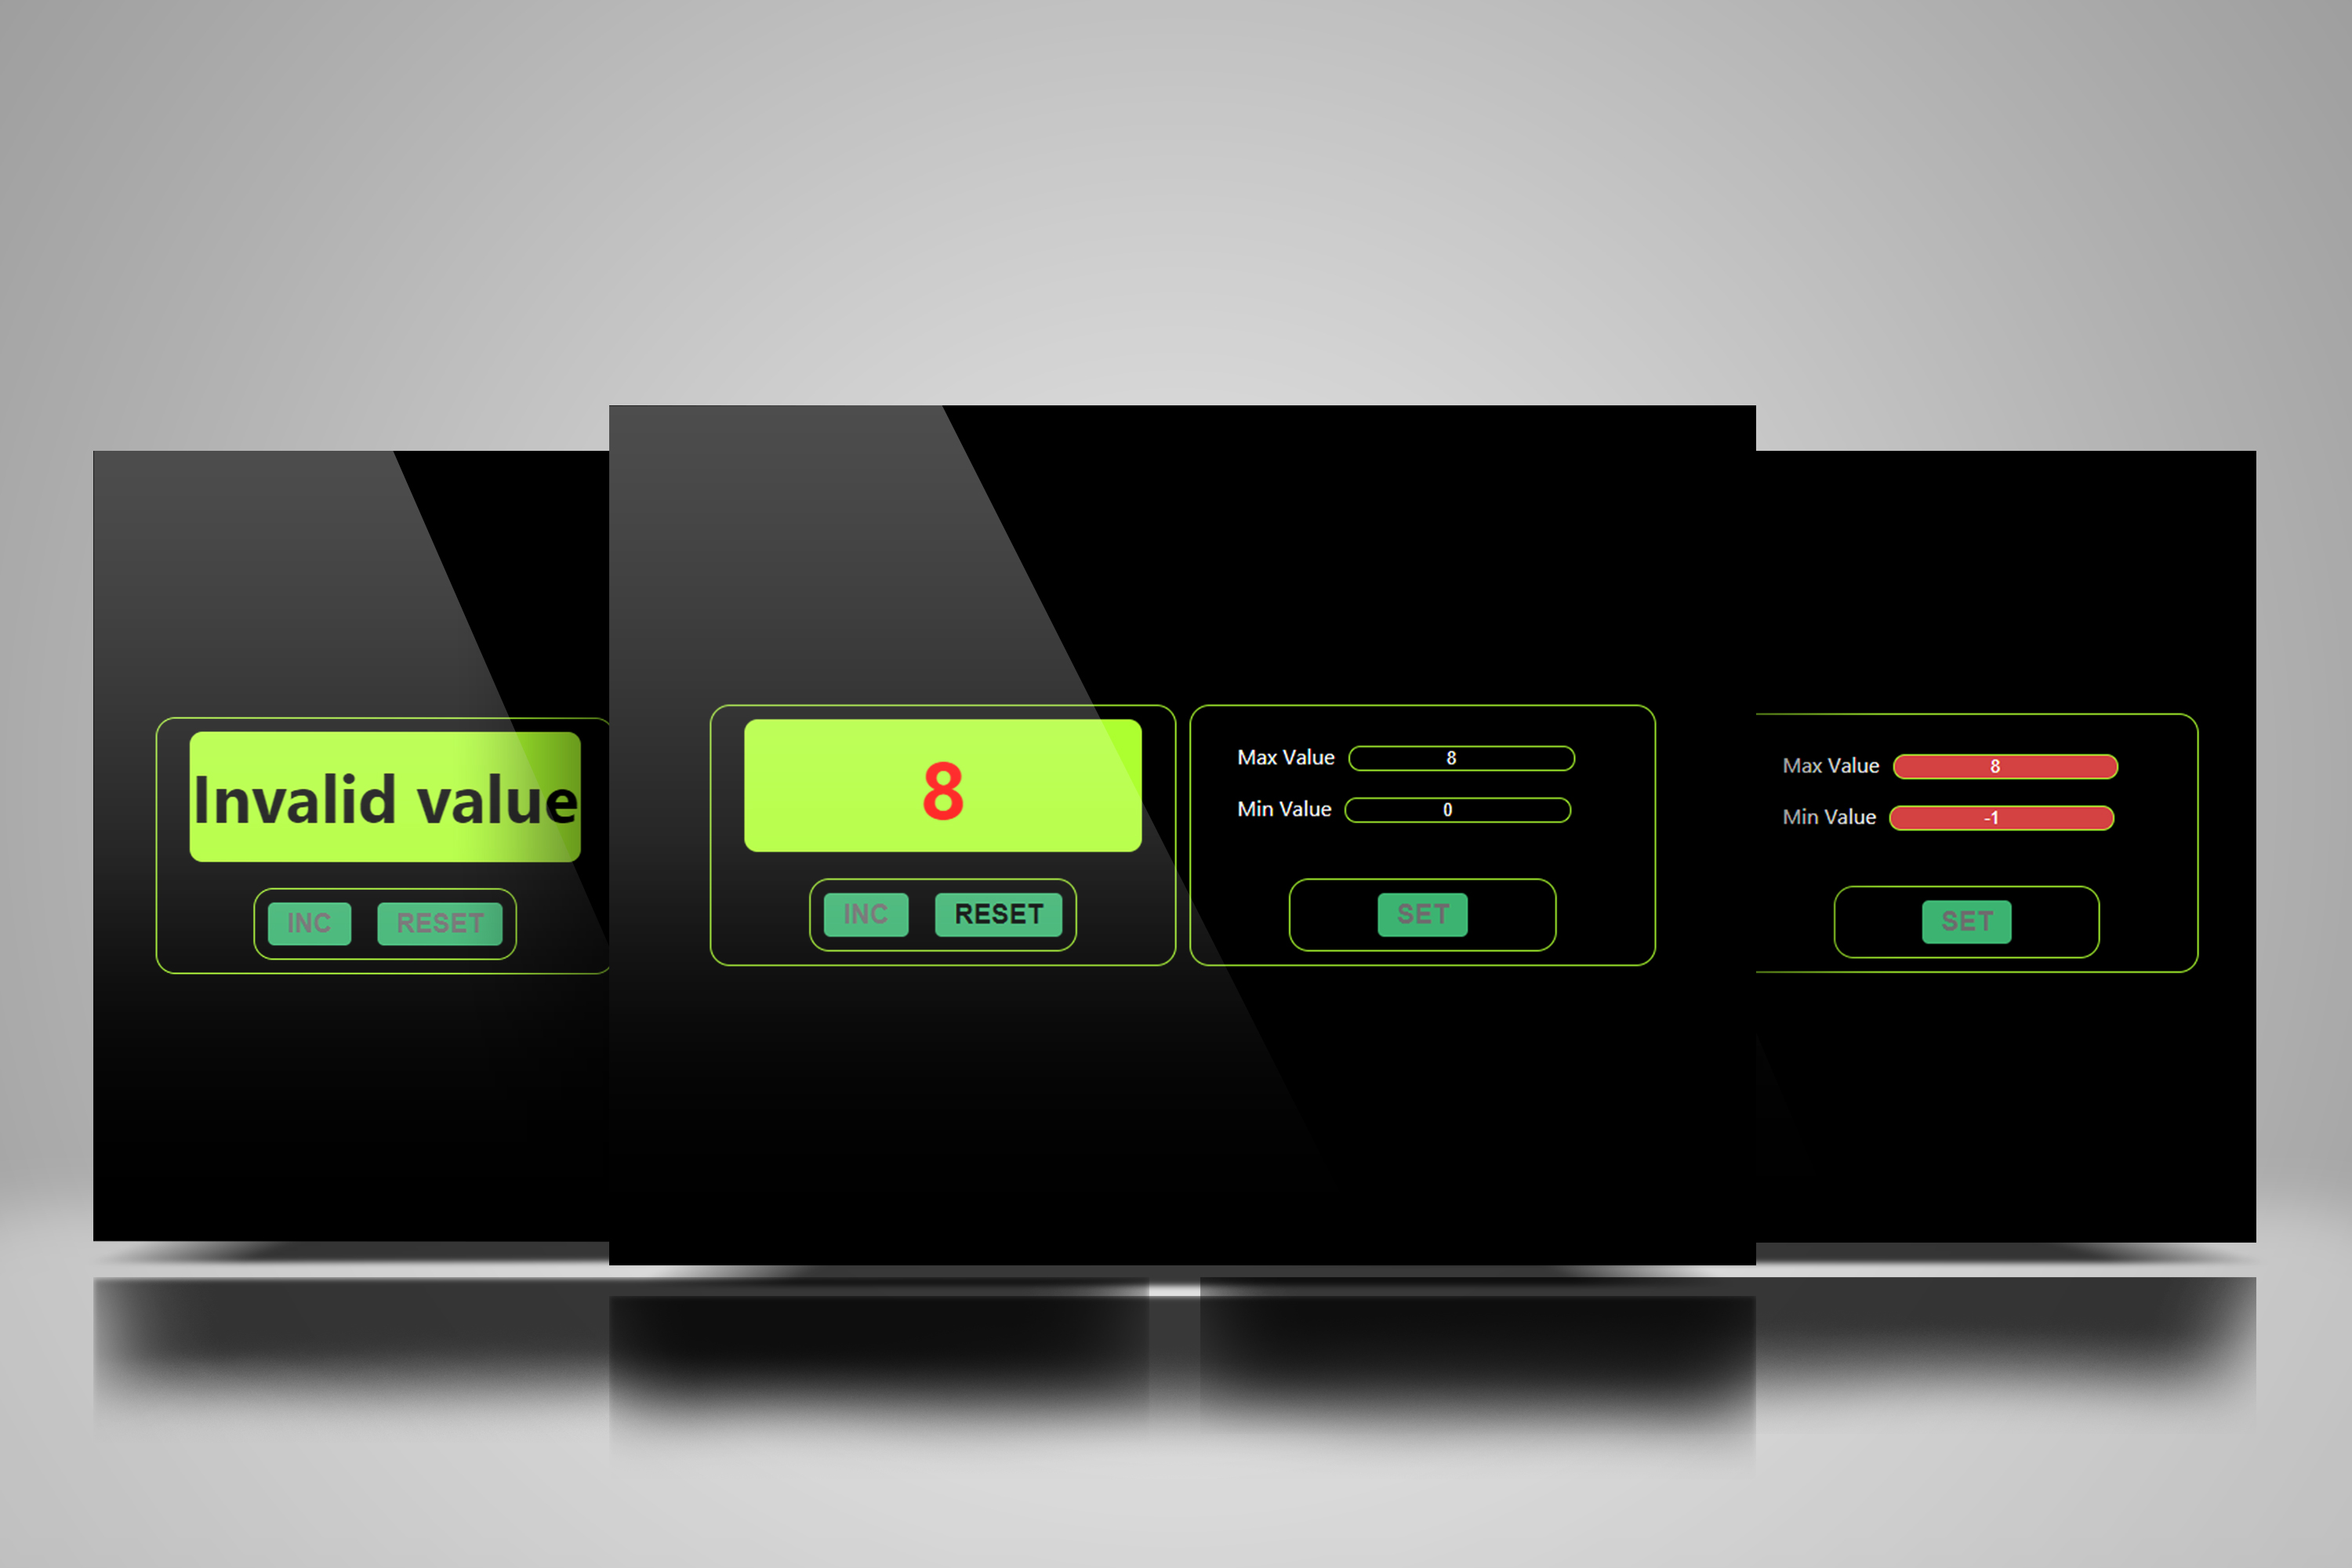 Invalid value
INC RESET
8
INC RESET
Max Value 8
Min Value 0
SET
Max Value 8
Min Value -1
SET